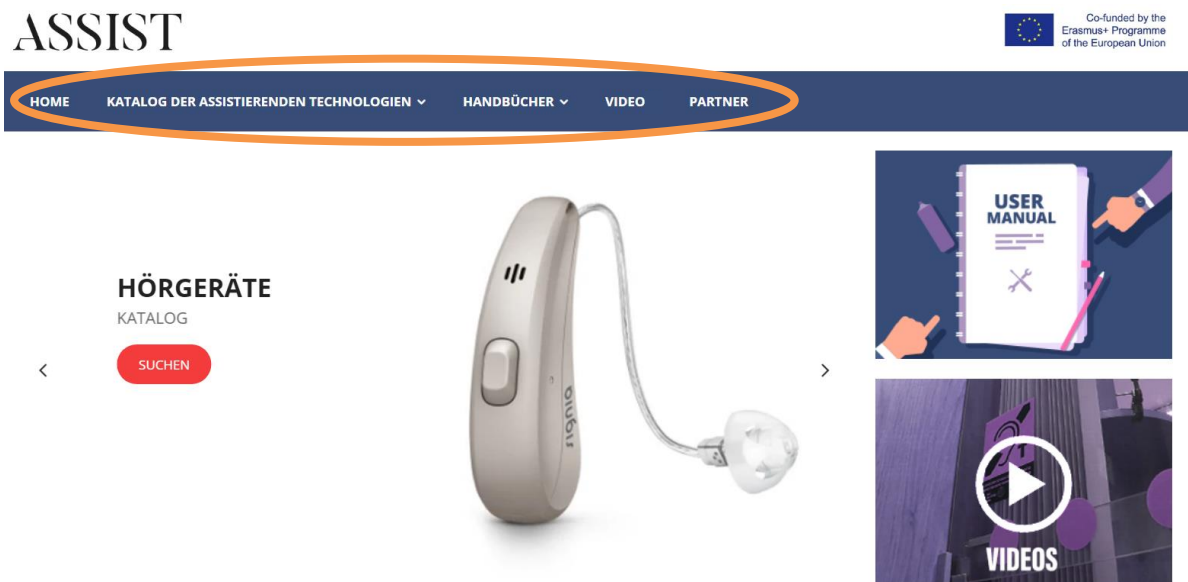 ASSIST
Co-funded by the
Erasmus+ Programme
of the European Union
HOME KATALOG DER ASSISTIERENDEN TECHNOLOGIEN HANDBÜCHER VIDEO PARTNER
HÖRGERÄTE
KATALOG
SUCHEN
signia
USER
MANUAL
VIDEOS